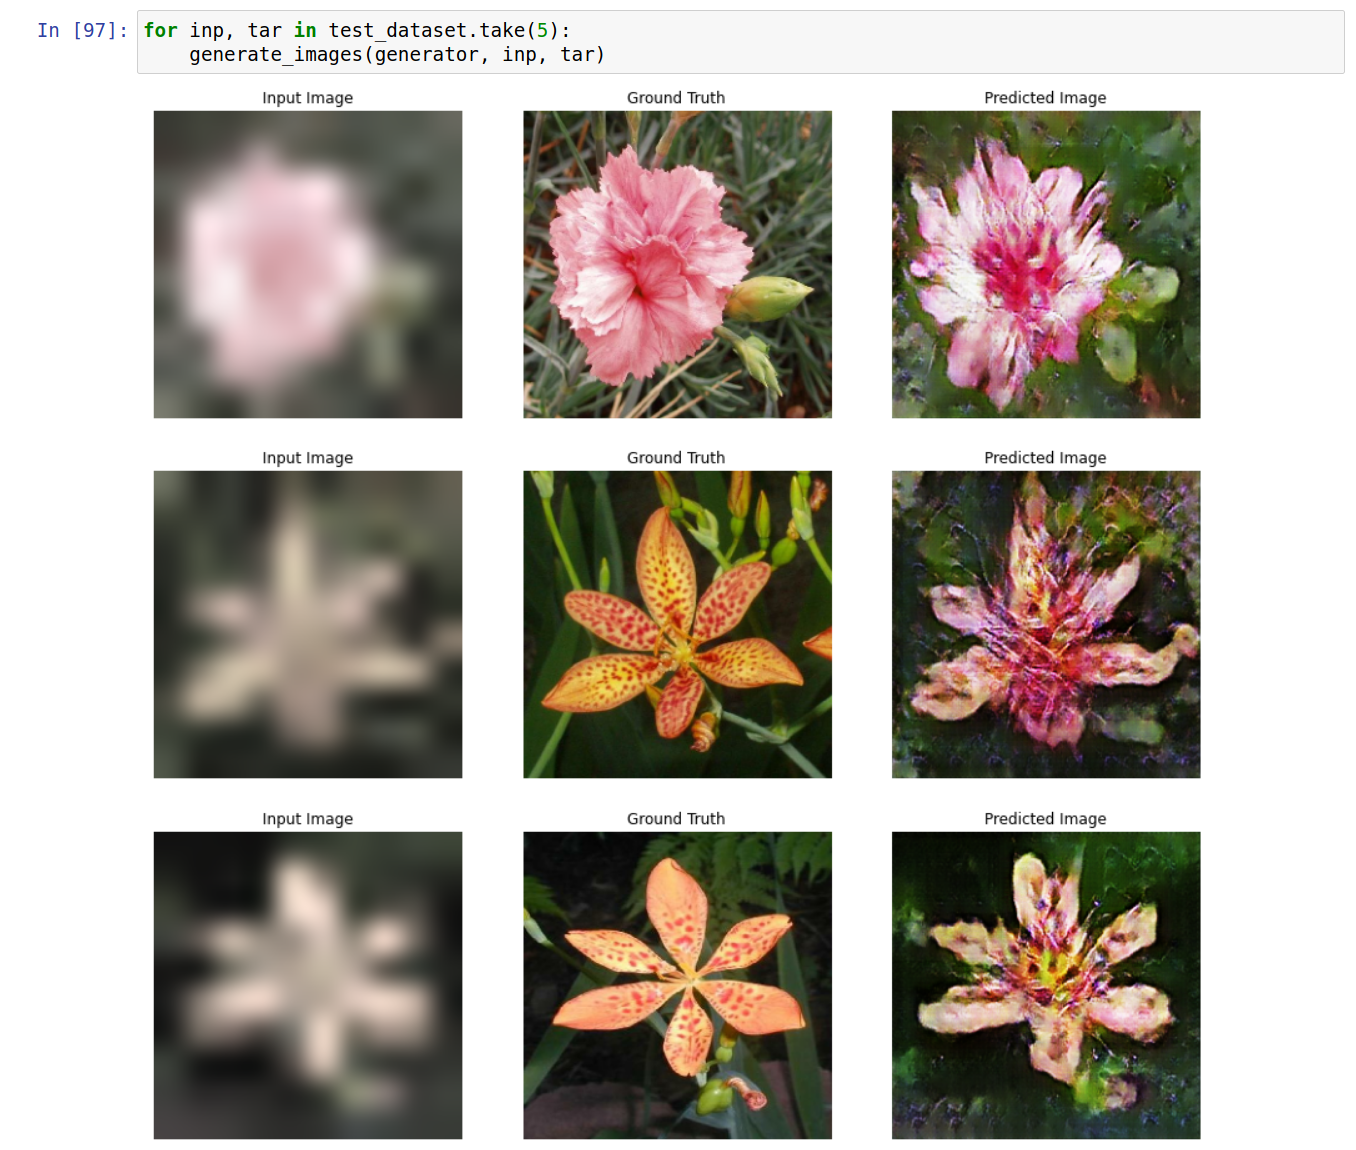 In [97]: for inp, tar in test_dataset.take(5):
generate_images(generator, inp, tar)
Input Image Ground Truth Predicted Image
Input Image Ground Truth Predicted Image
Input Image Ground Truth Predicted Image